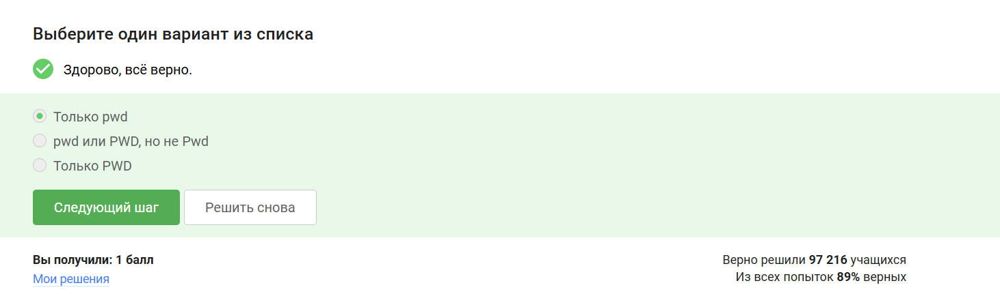 Выберите один вариант из списка
Здорово, всё верно.
Только pwd
pwd или PWD, но не Pwd
Только PWD
Следующий шаг
Решить снова
Вы получили: 1 балл
Мои решения
Верно решили 97 216 учащихся
Из всех попыток 89% верных